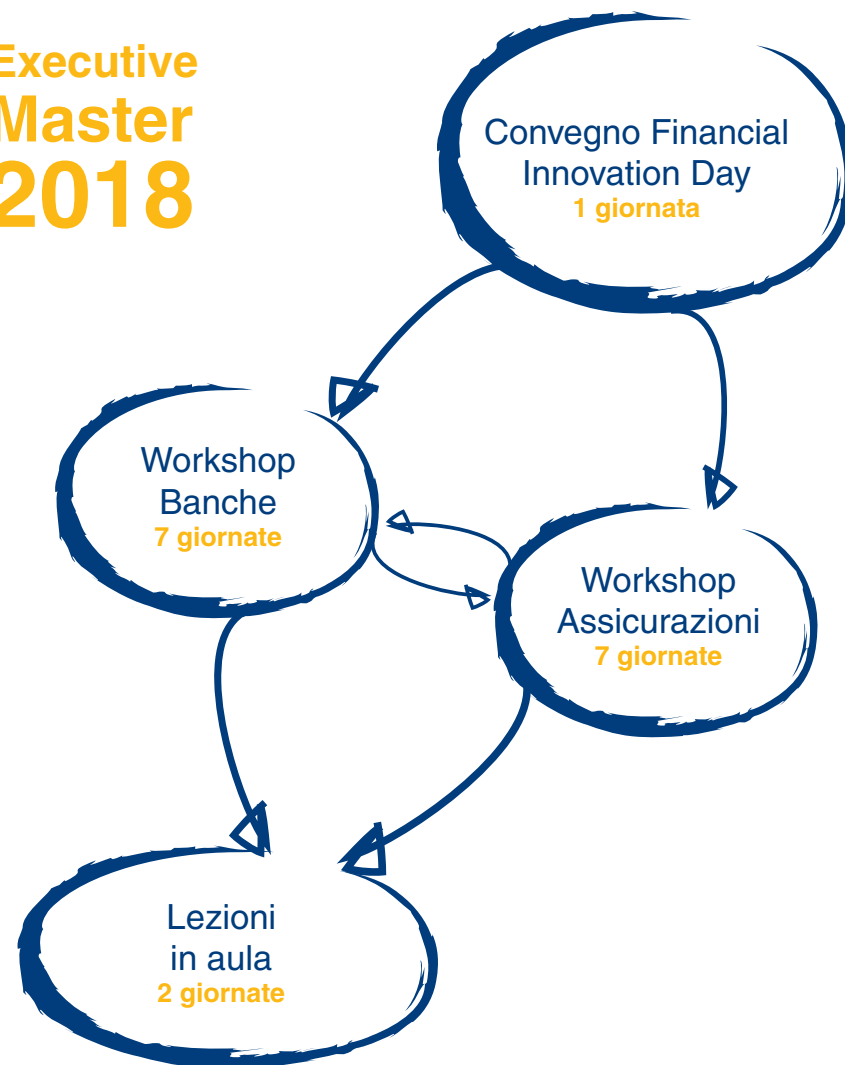 Executive
Master
2018
Convegno Financial
Innovation Day
1 giornata
Workshop
Banche
7 giornate
Workshop
Assicurazioni
7 giornate
Lezioni
in aula
2 giornate